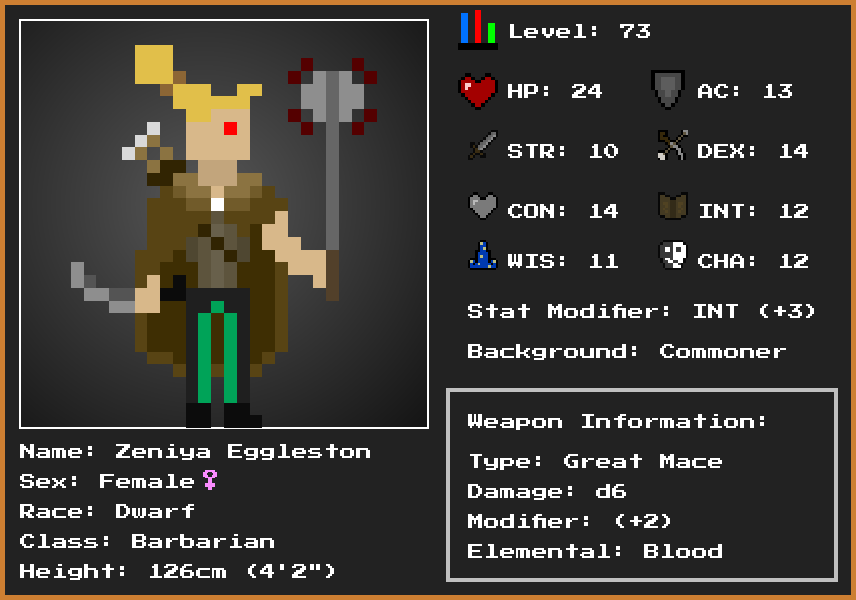 Level: 73
HP: 24 AC: 13
STR: 10 DEX: 14
CON: 14 INT: 12
WIS: 11 CHA: 12
Stat Modifier: INT (+3)
Background: Commoner
Weapon Information:
Type: Great Mace
Damage: d6
Modifier: (+2)
Elemental: Blood
Name: Zeniya Eggleston
Sex: Female♀
Race: Dwarf
Class: Barbarian
Height: 126cm (4'2")